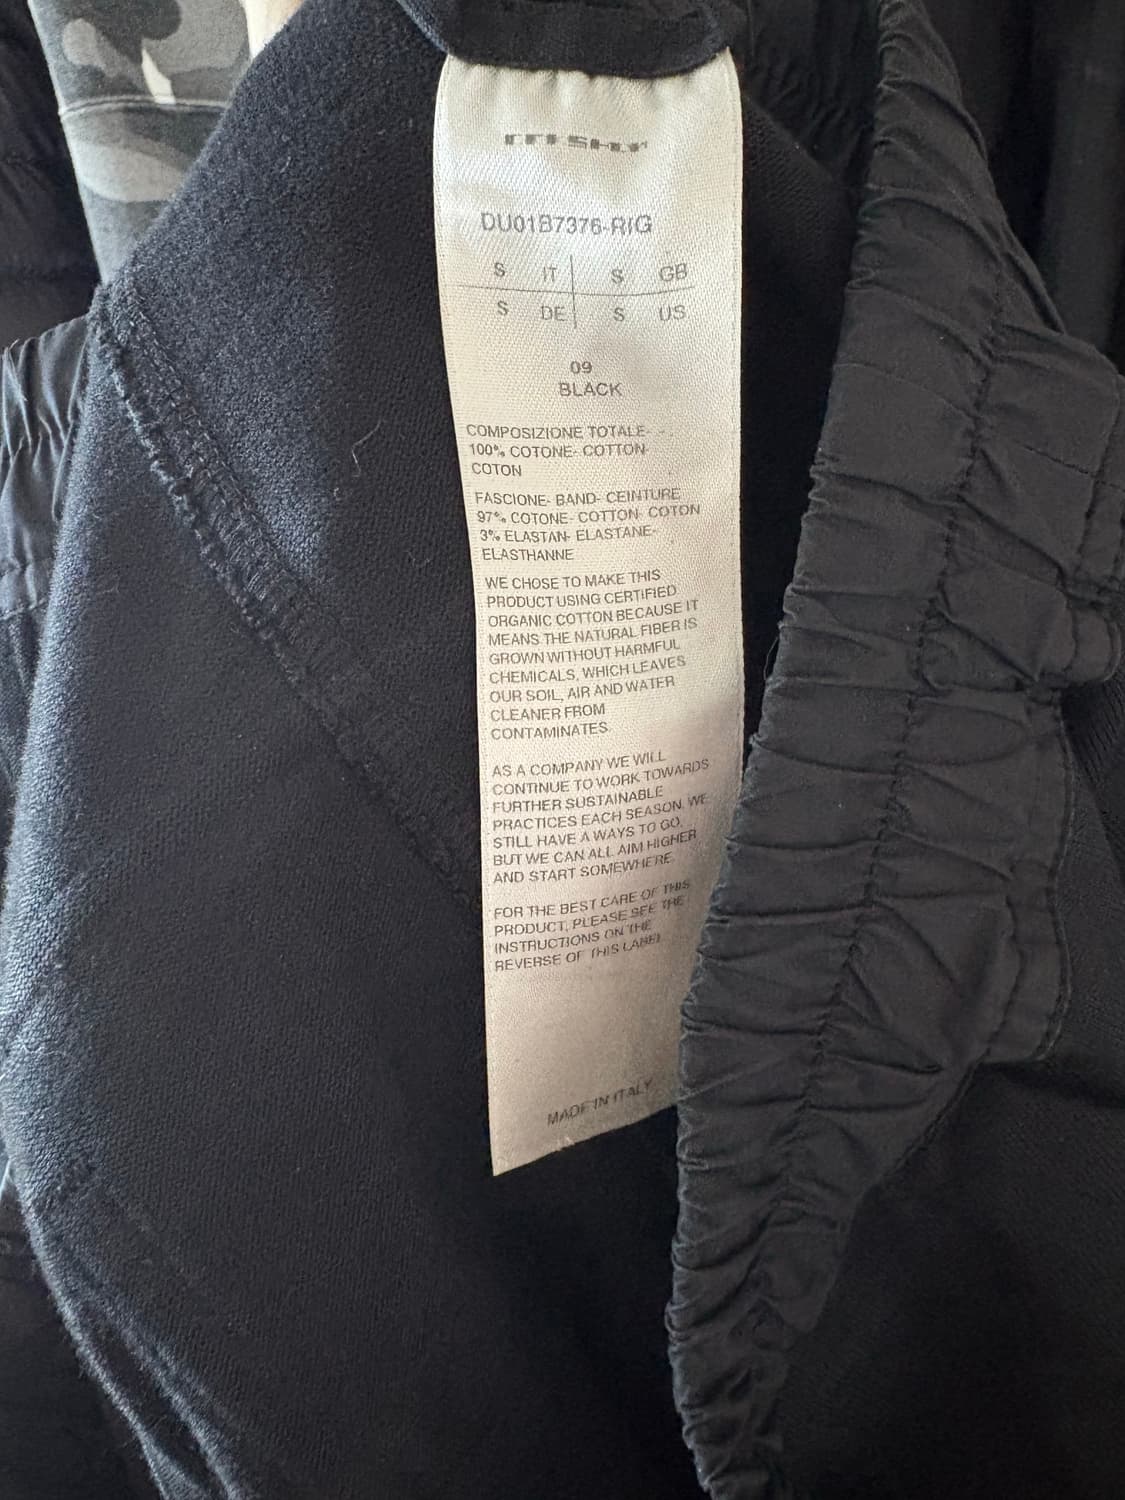 DU01B7376-RIG
S IT S GB
S DE S US
09
BLACK
COMPOSIZIONE TOTALE- -
100% COTONE- COTTON-
COTON
FASCIONE- BAND- CEINTURE
97% COTONE- COTTON- COTON
3% ELASTAN- ELASTANE-
ELASTHANNE
WE CHOSE TO MAKE THIS
PRODUCT USING CERTIFIED
ORGANIC COTTON BECAUSE IT
MEANS THE NATURAL FIBER IS
GROWN WITHOUT HARMFUL
CHEMICALS, WHICH LEAVES
OUR SOIL, AIR AND WATER
CLEANER FROM
CONTAMINATES.
AS A COMPANY WE WILL
CONTINUE TO WORK TOWARDS
FURTHER SUSTAINABLE
PRACTICES EACH SEASON. WE
STILL HAVE A WAYS TO GO,
BUT WE CAN ALL AIM HIGHER
AND START SOMEWHERE.
FOR THE BEST CARE OF THIS
PRODUCT, PLEASE SEE THE
INSTRUCTIONS ON THE
REVERSE OF THIS LABEL
MADE IN ITALY